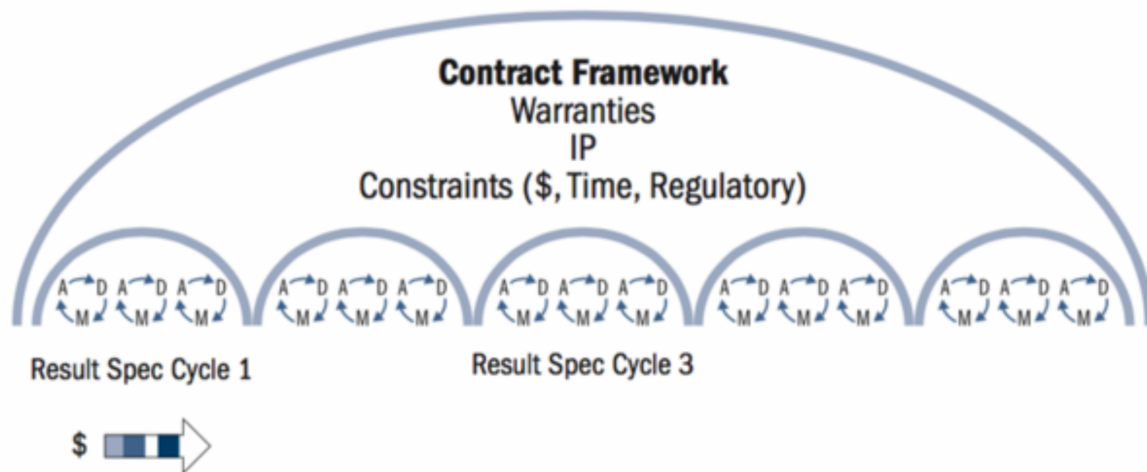 Contract Framework
Warranties
IP
Constraints ($, Time, Regulatory)
A D A D A D A D A D A D A D A D A D A D A D A D A D A D A D
M M M M M M M M M M M M M M M
Result Spec Cycle 1 Result Spec Cycle 3
$